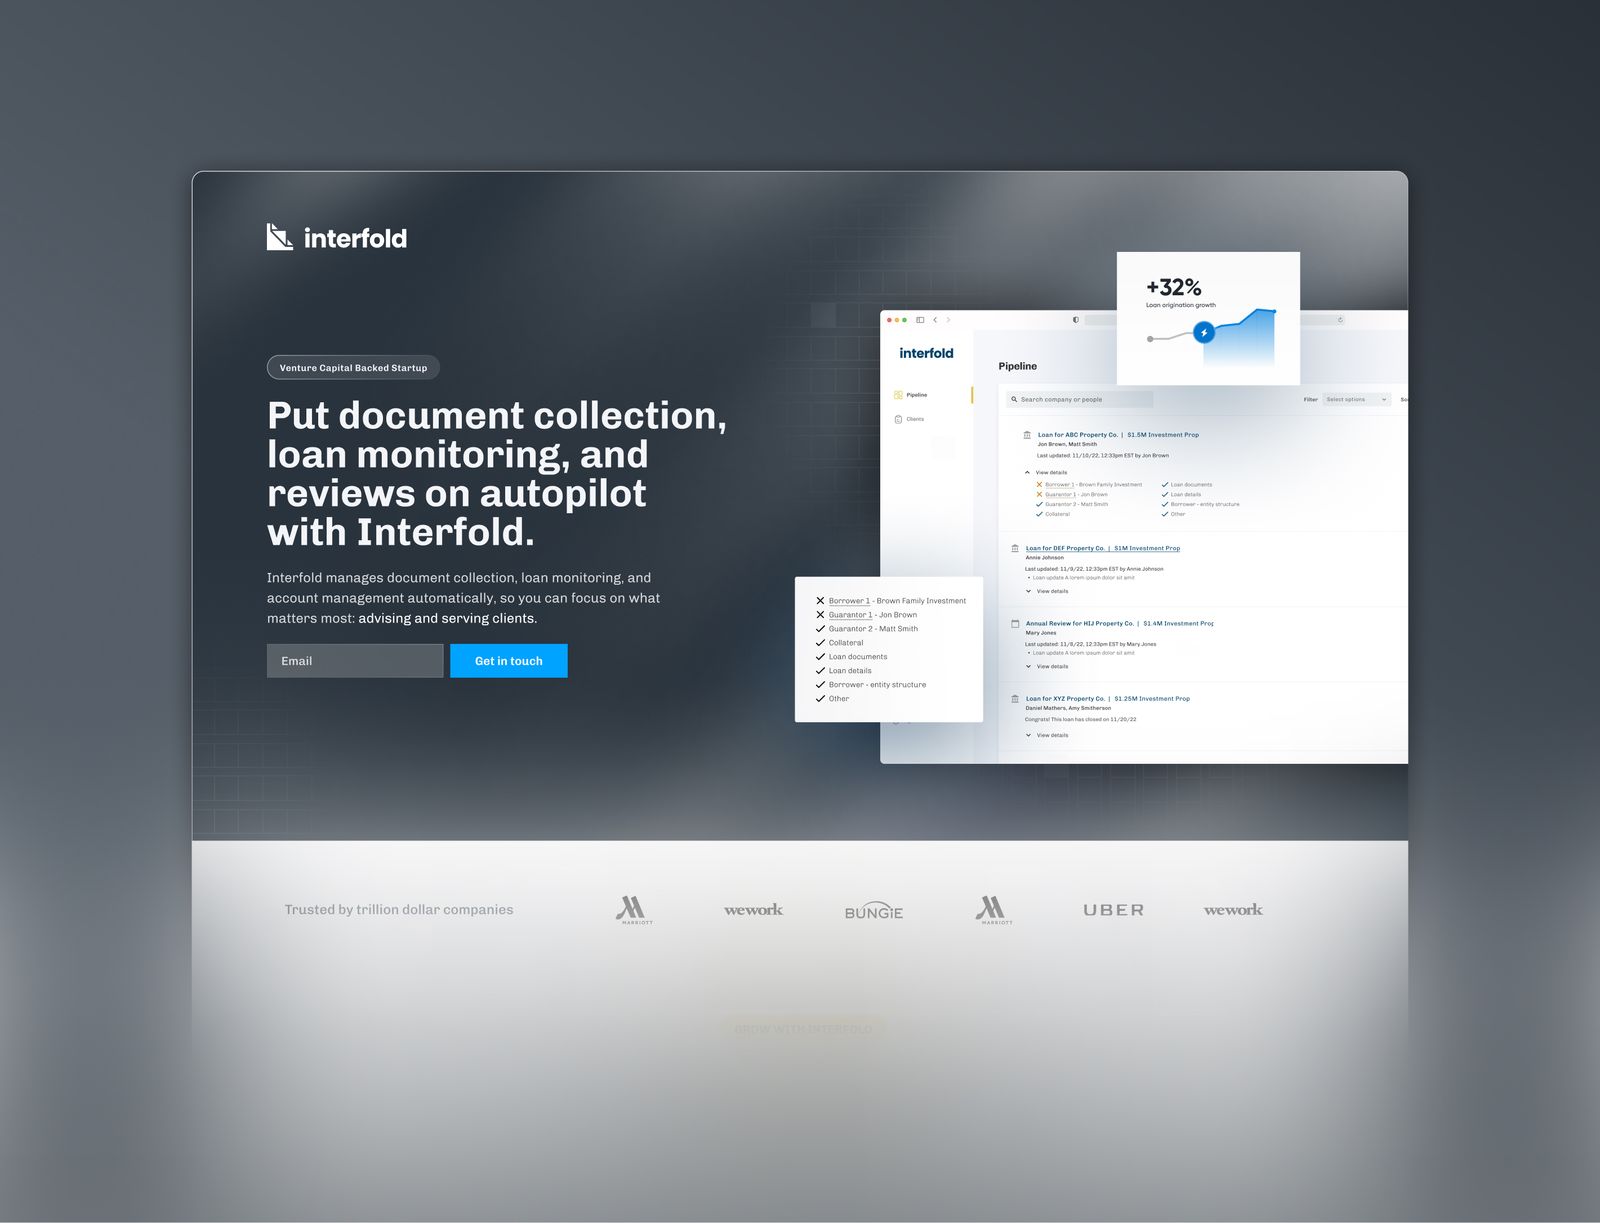 interfold
Venture Capital Backed Startup
Put document collection,
loan monitoring, and
reviews on autopilot
with Interfold.
Interfold manages document collection, loan monitoring, and
account management automatically, so you can focus on what
matters most: advising and serving clients.
Email
Get in touch
+32%
Loan origination growth
interfold
Pipeline
Clients
Pipeline
Search company or people
Filter
Select options
Loan for ABC Property Co. | $1.5M Investment Prop
Jon Brown, Matt Smith
Last updated: 11/10/22, 12:33pm EST by Jon Brown
View details
Borrower 1 - Brown Family Investment
Guarantor 1 - Jon Brown
Guarantor 2 - Matt Smith
Collateral
Loan documents
Loan details
Borrower - entity structure
Other
Loan for DEF Property Co. | $1M Investment Prop
Annie Johnson
Last updated: 11/9/22, 12:33pm EST by Annie Johnson
• Loan update A lorem ipsum dolor sit amit
View details
Annual Review for HIJ Property Co. | $1.4M Investment Prop
Mary Jones
Last updated: 11/8/22, 12:33pm EST by Mary Jones
• Loan update A lorem ipsum dolor sit amit
View details
Loan for XYZ Property Co. | $1.25M Investment Prop
Daniel Mathers, Amy Smitherson
Congrats! This loan has closed on 11/20/22
View details
Borrower 1 - Brown Family Investment
Guarantor 1 - Jon Brown
Guarantor 2 - Matt Smith
Collateral
Loan documents
Loan details
Borrower - entity structure
Other
Trusted by trillion dollar companies
MARRIOTT
wework
BUNGiE
MARRIOTT
UBER
wework
GROW WITH INTERFOLD